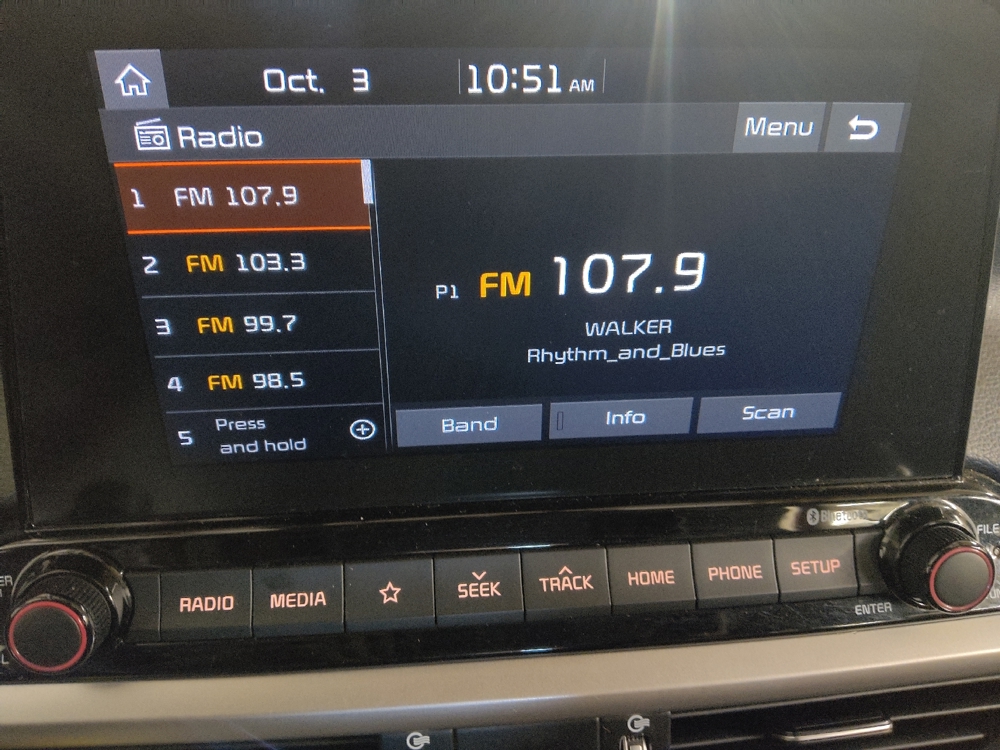 Oct. 3 10:51 AM
Radio Menu
1 FM 107.9
2 FM 103.3
3 FM 99.7
4 FM 98.5
5 Press and hold
P1 FM 107.9
WALKER
Rhythm_and_Blues
Band Info Scan
Bluetooth
FILE
RADIO MEDIA SEEK TRACK HOME PHONE SETUP
ENTER